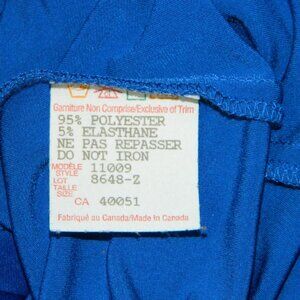 Garniture Non Comprise/Exclusive of Trim
95% POLYESTER
5% ELASTHANE
NE PAS REPASSER
DO NOT IRON
MODÈLE
STYLE 11009
LOT 8648-Z
TAILLE
SIZE
CA 40051
Fabriqué au Canada/Made in Canada